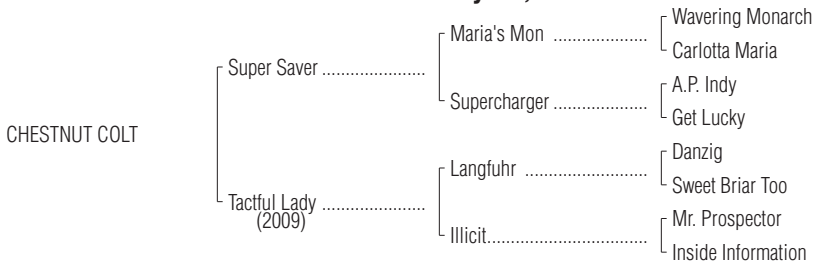 Wavering Monarch
Maria's Mon ....................
Carlotta Maria
Super Saver ......................
A.P. Indy
Supercharger ....................
Get Lucky
CHESTNUT COLT
Danzig
Langfuhr ..........................
Sweet Briar Too
Tactful Lady ......................
(2009)
Mr. Prospector
Illicit..................................
Inside Information